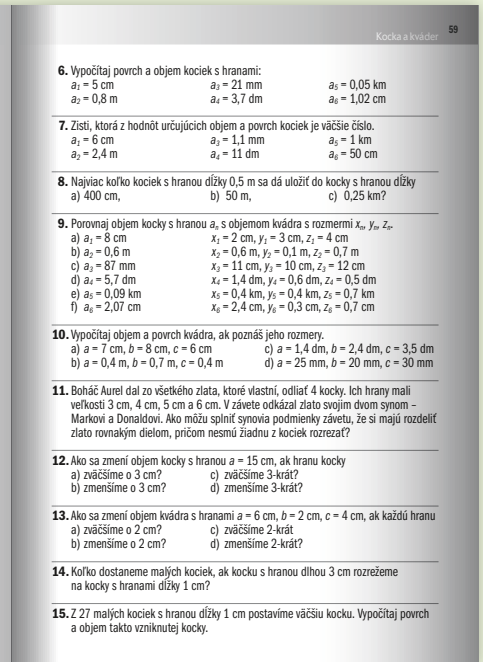 Kocka a kváder 59
6. Vypočítaj povrch a objem kociek s hranami:
a₁ = 5 cm a₃ = 21 mm a₅ = 0,05 km
a₂ = 0,8 m a₄ = 3,7 dm a₆ = 1,02 cm
7. Zisti, ktorá z hodnôt určujúcich objem a povrch kociek je väčšie číslo.
a₁ = 6 cm a₃ = 1,1 mm a₅ = 1 km
a₂ = 2,4 m a₄ = 11 dm a₆ = 50 cm
8. Najviac koľko kociek s hranou dĺžky 0,5 m sa dá uložiť do kocky s hranou dĺžky
a) 400 cm, b) 50 m, c) 0,25 km?
9. Porovnaj objem kocky s hranou aₙ s objemom kvádra s rozmermi xₙ, yₙ, zₙ.
a) a₁ = 8 cm x₁ = 2 cm, y₁ = 3 cm, z₁ = 4 cm
b) a₂ = 0,6 m x₂ = 0,6 m, y₂ = 0,1 m, z₂ = 0,7 m
c) a₃ = 87 mm x₃ = 11 cm, y₃ = 10 cm, z₃ = 12 cm
d) a₄ = 5,7 dm x₄ = 1,4 dm, y₄ = 0,6 dm, z₄ = 0,5 dm
e) a₅ = 0,09 km x₅ = 0,4 km, y₅ = 0,4 km, z₅ = 0,7 km
f) a₆ = 2,07 cm x₆ = 2,4 cm, y₆ = 0,3 cm, z₆ = 0,7 cm
10. Vypočítaj objem a povrch kvádra, ak poznáš jeho rozmery.
a) a = 7 cm, b = 8 cm, c = 6 cm c) a = 1,4 dm, b = 2,4 dm, c = 3,5 dm
b) a = 0,4 m, b = 0,7 m, c = 0,4 m d) a = 25 mm, b = 20 mm, c = 30 mm
11. Boháč Aurel dal zo všetkého zlata, ktoré vlastní, odliať 4 kocky. Ich hrany mali
veľkosti 3 cm, 4 cm, 5 cm a 6 cm. V závete odkázal zlato svojim dvom synom –
Markovi a Donaldovi. Ako môžu splniť synovia podmienky závetu, že si majú rozdeliť
zlato rovnakým dielom, pričom nesmú žiadnu z kociek rozrezať?
12. Ako sa zmení objem kocky s hranou a = 15 cm, ak hranu kocky
a) zväčšíme o 3 cm? c) zväčšíme 3-krát?
b) zmenšíme o 3 cm? d) zmenšíme 3-krát?
13. Ako sa zmení objem kvádra s hranami a = 6 cm, b = 2 cm, c = 4 cm, ak každú hranu
a) zväčšíme o 2 cm? c) zväčšíme 2-krát
b) zmenšíme o 2 cm? d) zmenšíme 2-krát?
14. Koľko dostaneme malých kociek, ak kocku s hranou dlhou 3 cm rozrežeme
na kocky s hranami dĺžky 1 cm?
15. Z 27 malých kociek s hranou dĺžky 1 cm postavíme väčšiu kocku. Vypočítaj povrch
a objem takto vzniknutej kocky.